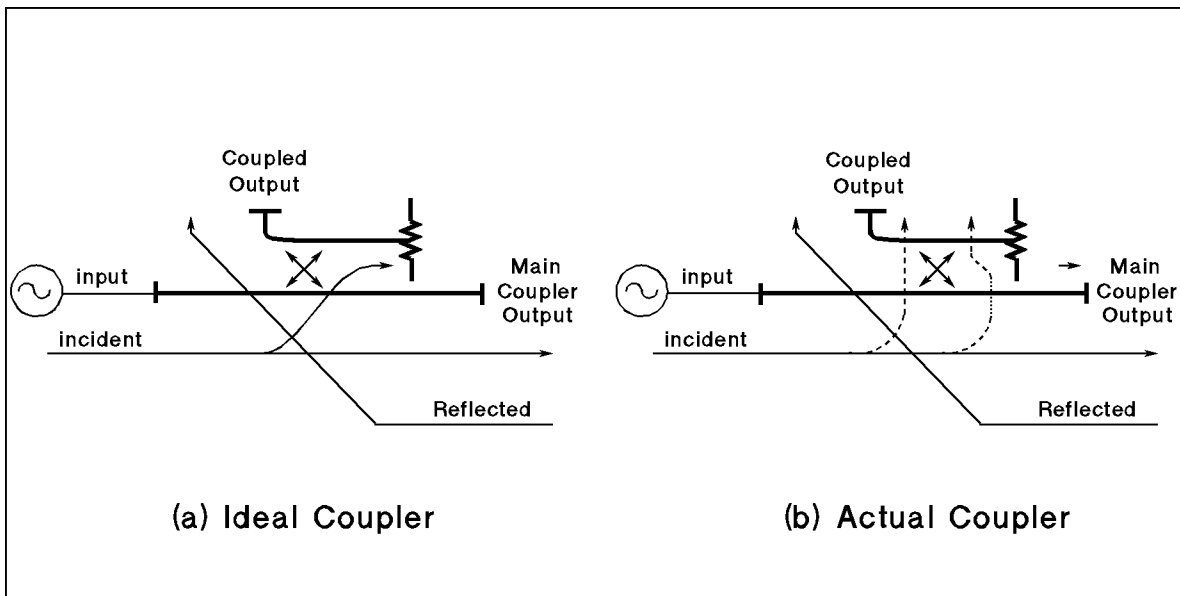 Coupled
Output
input
Main
Coupler
Output
incident
Reflected
(a) Ideal Coupler
Coupled
Output
input
Main
Coupler
Output
incident
Reflected
(b) Actual Coupler